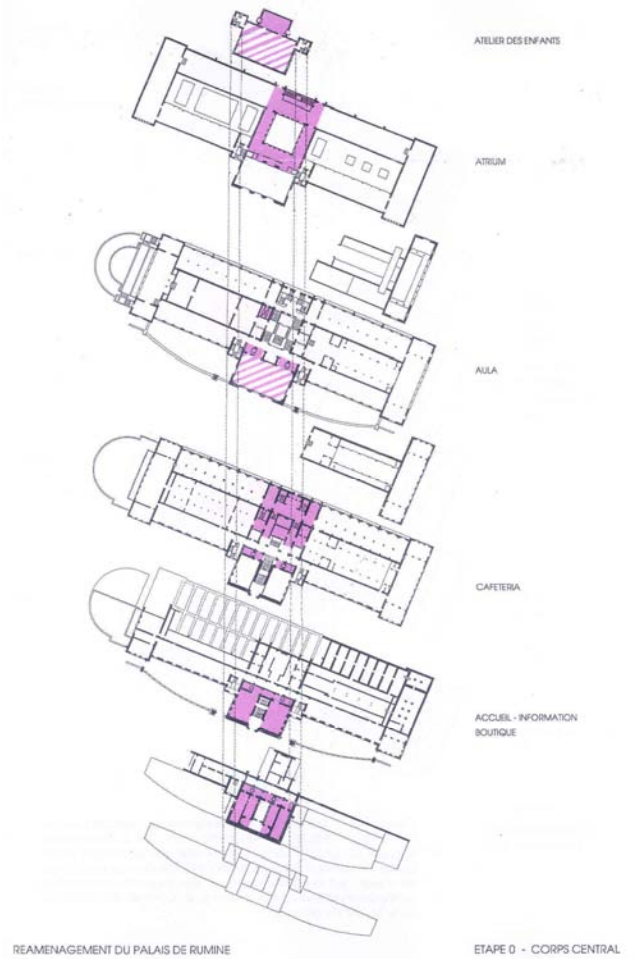 ATELIER DES ENFANTS
ATRIUM
AULA
CAFETERIA
ACCUEIL - INFORMATION
BOUTIQUE
REAMENAGEMENT DU PALAIS DE RUMINE
ETAPE 0 - CORPS CENTRAL